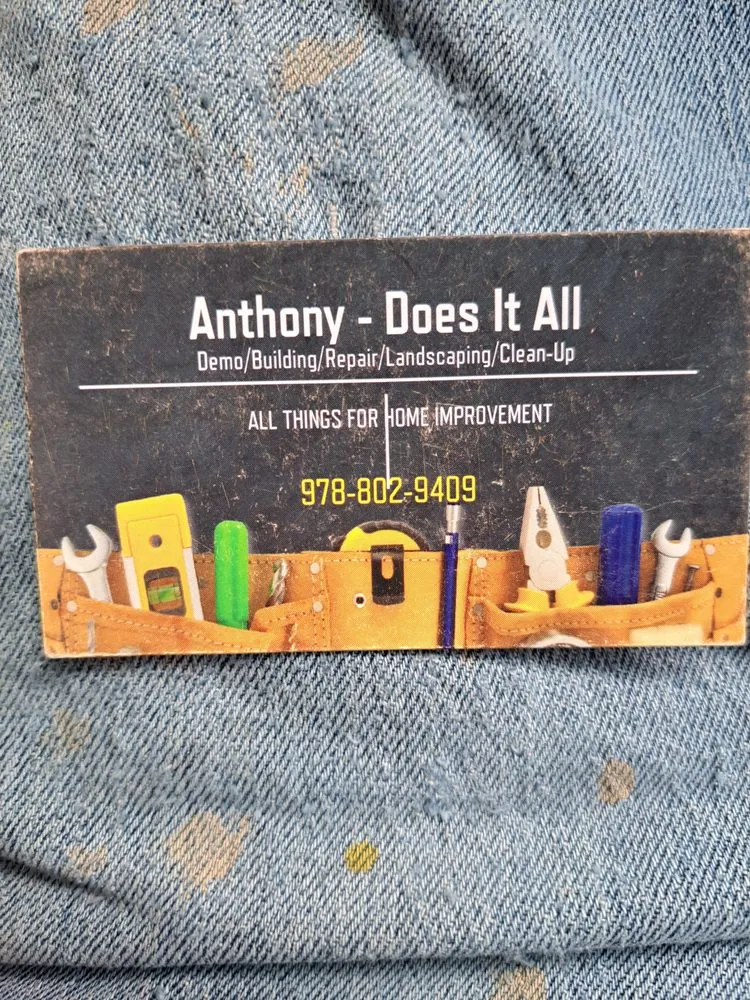 Anthony - Does It All
Demo/Building/Repair/Landscaping/Clean-Up
ALL THINGS FOR HOME IMPROVEMENT
978-802-9409